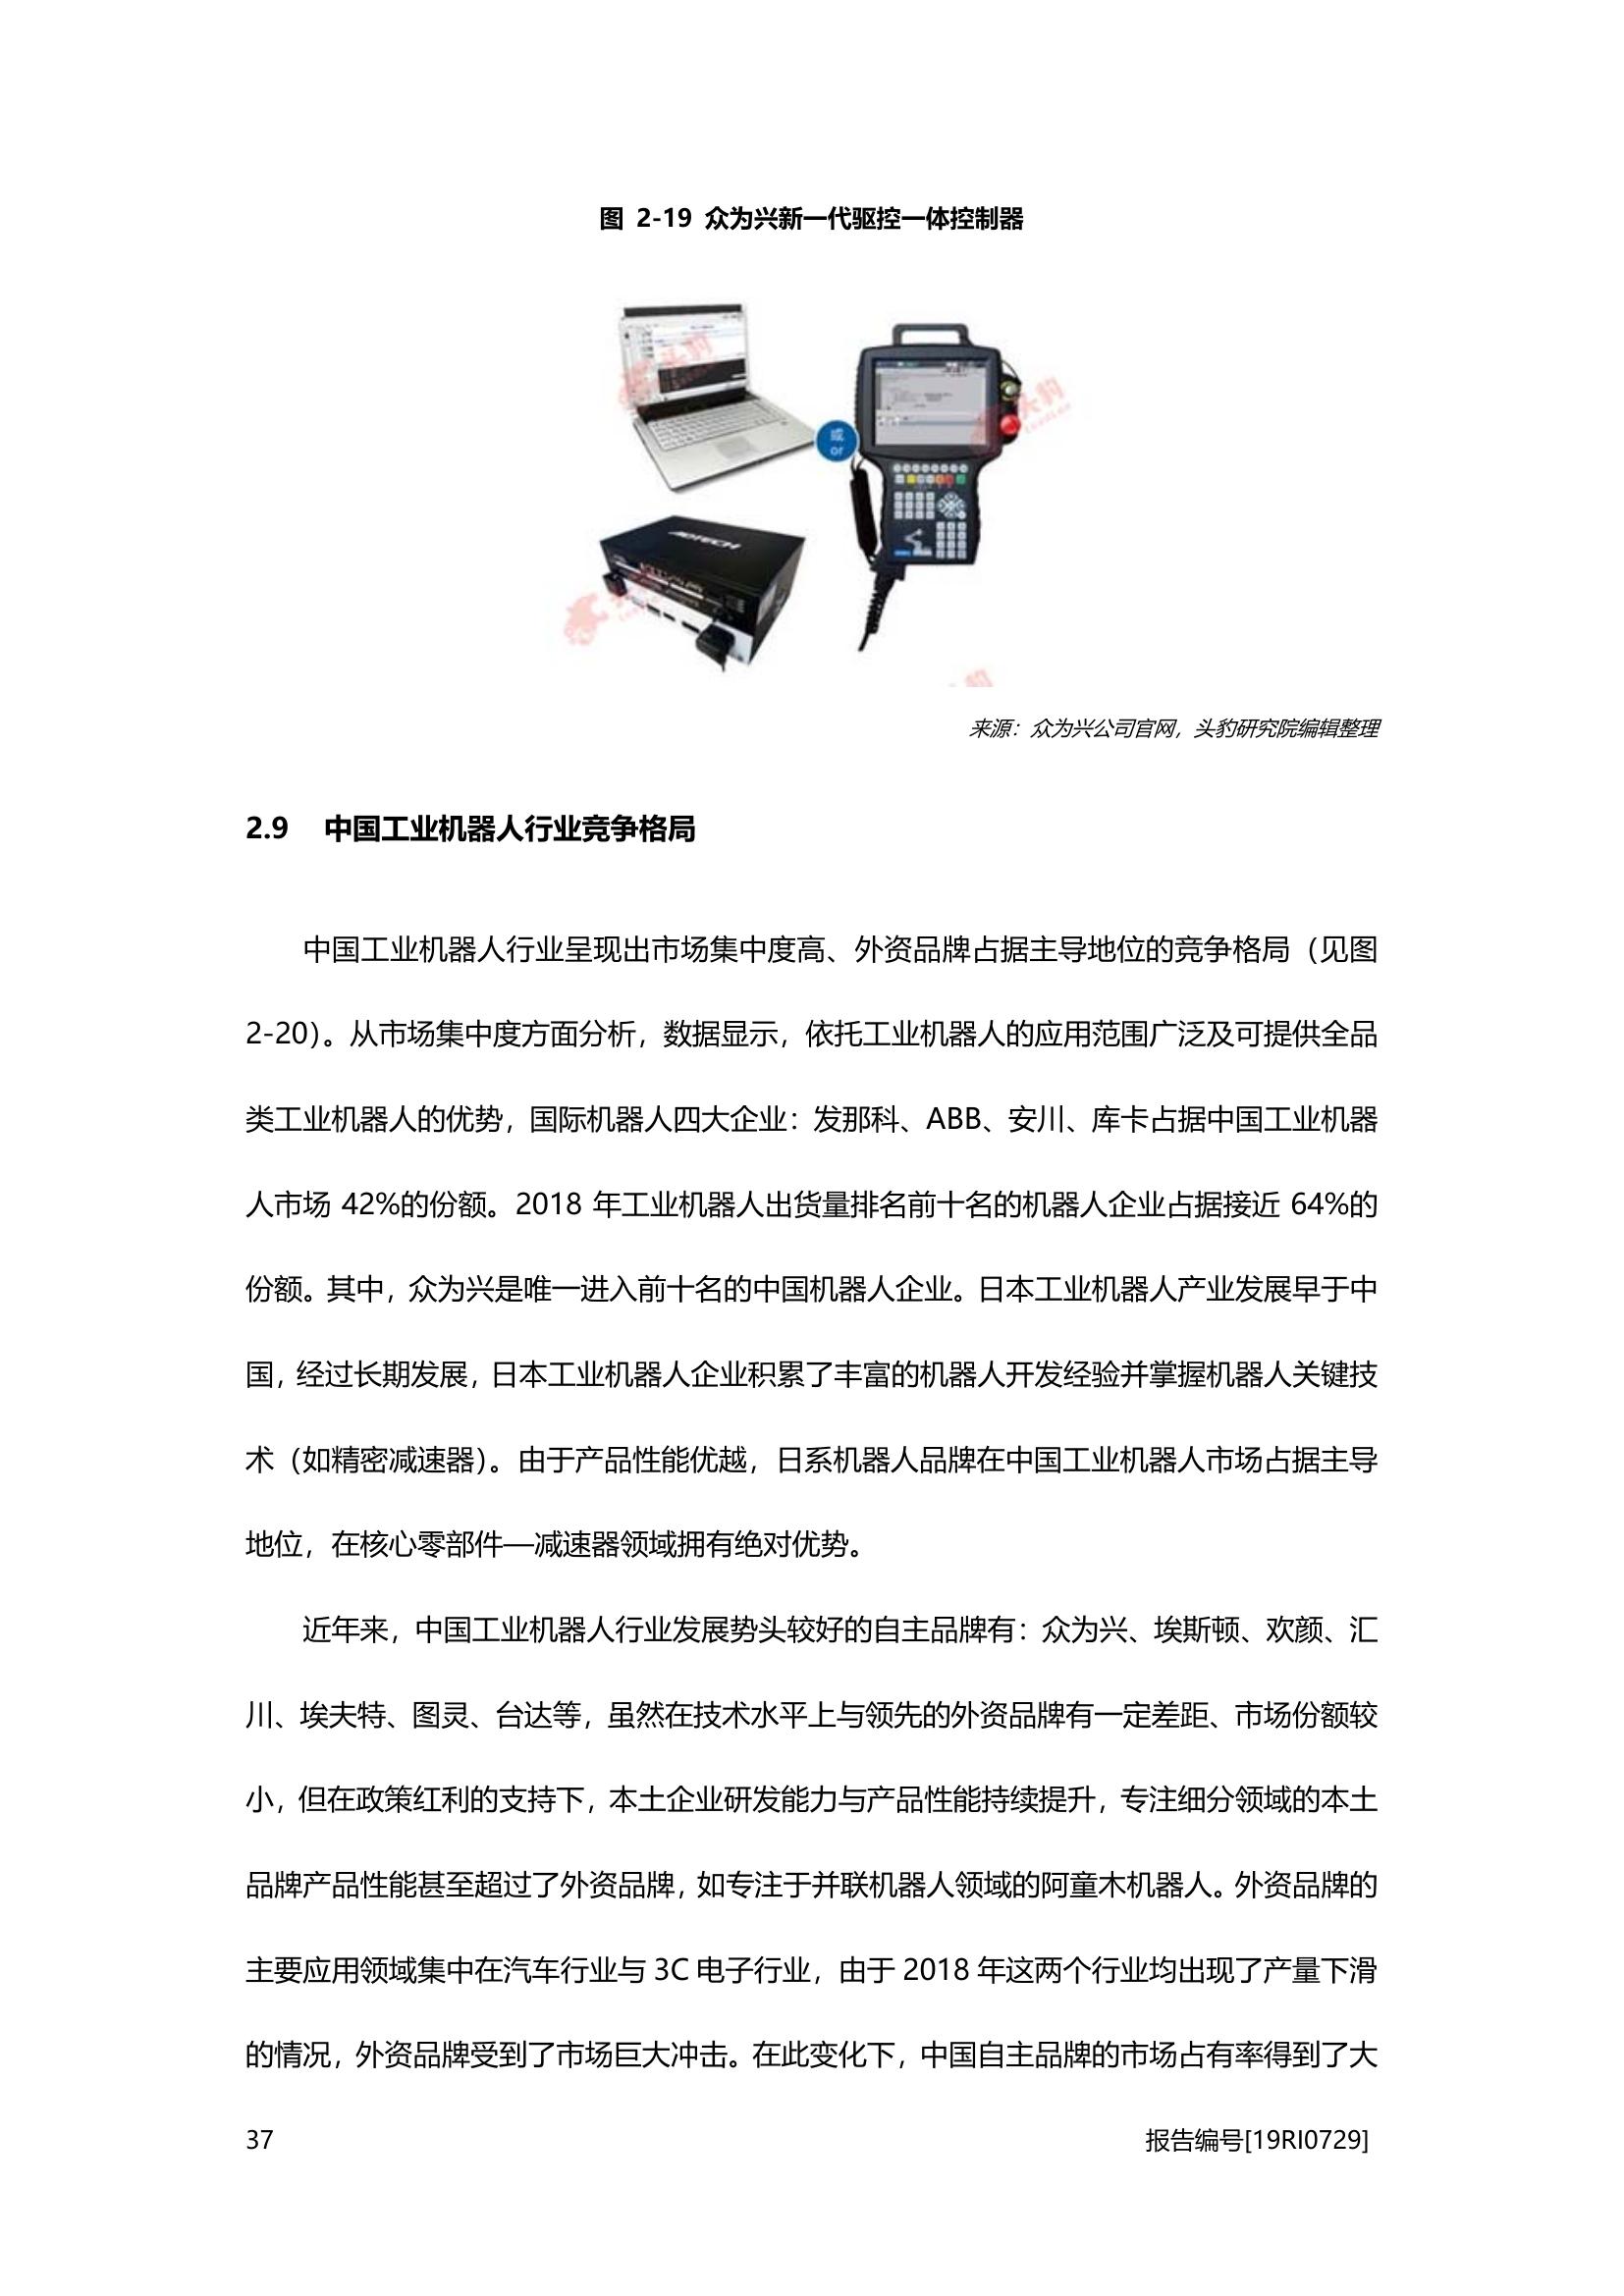 图 2-19 众为兴新一代驱控一体控制器
头豹
头豹
或
or
ADTECH
头豹
来源：众为兴公司官网，头豹研究院编辑整理
2.9 中国工业机器人行业竞争格局
中国工业机器人行业呈现出市场集中度高、外资品牌占据主导地位的竞争格局（见图
2-20）。从市场集中度方面分析，数据显示，依托工业机器人的应用范围广泛及可提供全品
类工业机器人的优势，国际机器人四大企业：发那科、ABB、安川、库卡占据中国工业机器
人市场 42%的份额。2018 年工业机器人出货量排名前十名的机器人企业占据接近 64%的
份额。其中，众为兴是唯一进入前十名的中国机器人企业。日本工业机器人产业发展早于中
国，经过长期发展，日本工业机器人企业积累了丰富的机器人开发经验并掌握机器人关键技
术（如精密减速器）。由于产品性能优越，日系机器人品牌在中国工业机器人市场占据主导
地位，在核心零部件—减速器领域拥有绝对优势。
近年来，中国工业机器人行业发展势头较好的自主品牌有：众为兴、埃斯顿、欢颜、汇
川、埃夫特、图灵、台达等，虽然在技术水平上与领先的外资品牌有一定差距、市场份额较
小，但在政策红利的支持下，本土企业研发能力与产品性能持续提升，专注细分领域的本土
品牌产品性能甚至超过了外资品牌，如专注于并联机器人领域的阿童木机器人。外资品牌的
主要应用领域集中在汽车行业与 3C 电子行业，由于 2018 年这两个行业均出现了产量下滑
的情况，外资品牌受到了市场巨大冲击。在此变化下，中国自主品牌的市场占有率得到了大
37 报告编号[19RI0729]